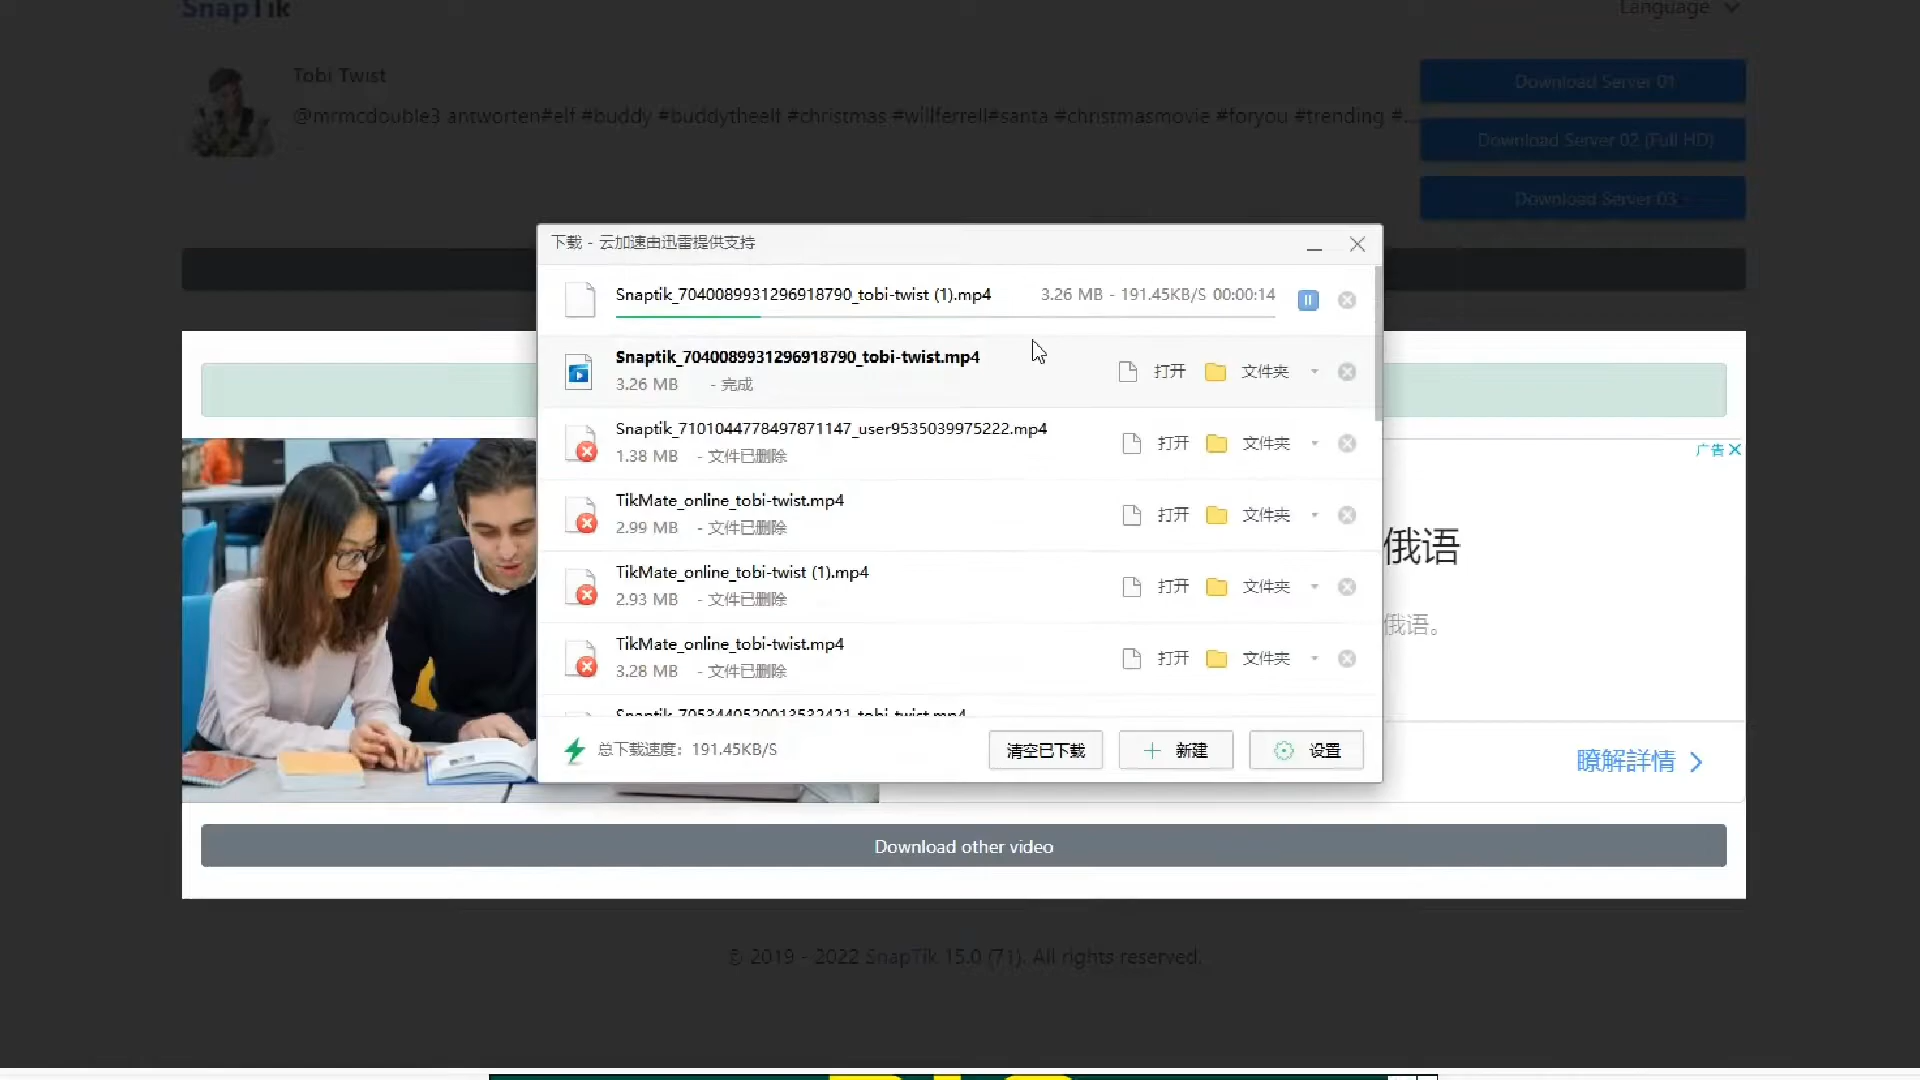 SnapTik
Language
Tobi Twist
@mrmcdouble3 antworten#elf #buddy #buddytheelf #christmas #willferrell#santa #christmasmovie #foryou #trending #...
Download Server 01
Download Server 02 (Full HD)
Download Server 03
下载 - 云加速由迅雷提供支持
Snaptik_7040089931296918790_tobi-twist (1).mp4 3.26 MB - 191.45KB/S 00:00:14
Snaptik_7040089931296918790_tobi-twist.mp4
3.26 MB - 完成 打开 文件夹
Snaptik_7101044778497871147_user9535039975222.mp4
1.38 MB - 文件已删除 打开 文件夹
TikMate_online_tobi-twist.mp4
2.99 MB - 文件已删除 打开 文件夹
TikMate_online_tobi-twist (1).mp4
2.93 MB - 文件已删除 打开 文件夹
TikMate_online_tobi-twist.mp4
3.28 MB - 文件已删除 打开 文件夹
总下载速度: 191.45KB/S 清空已下载 新建 设置
广告
俄语
俄语。
瞭解詳情
Download other video
© 2019 - 2022 SnapTik 15.0 (71). All rights reserved.